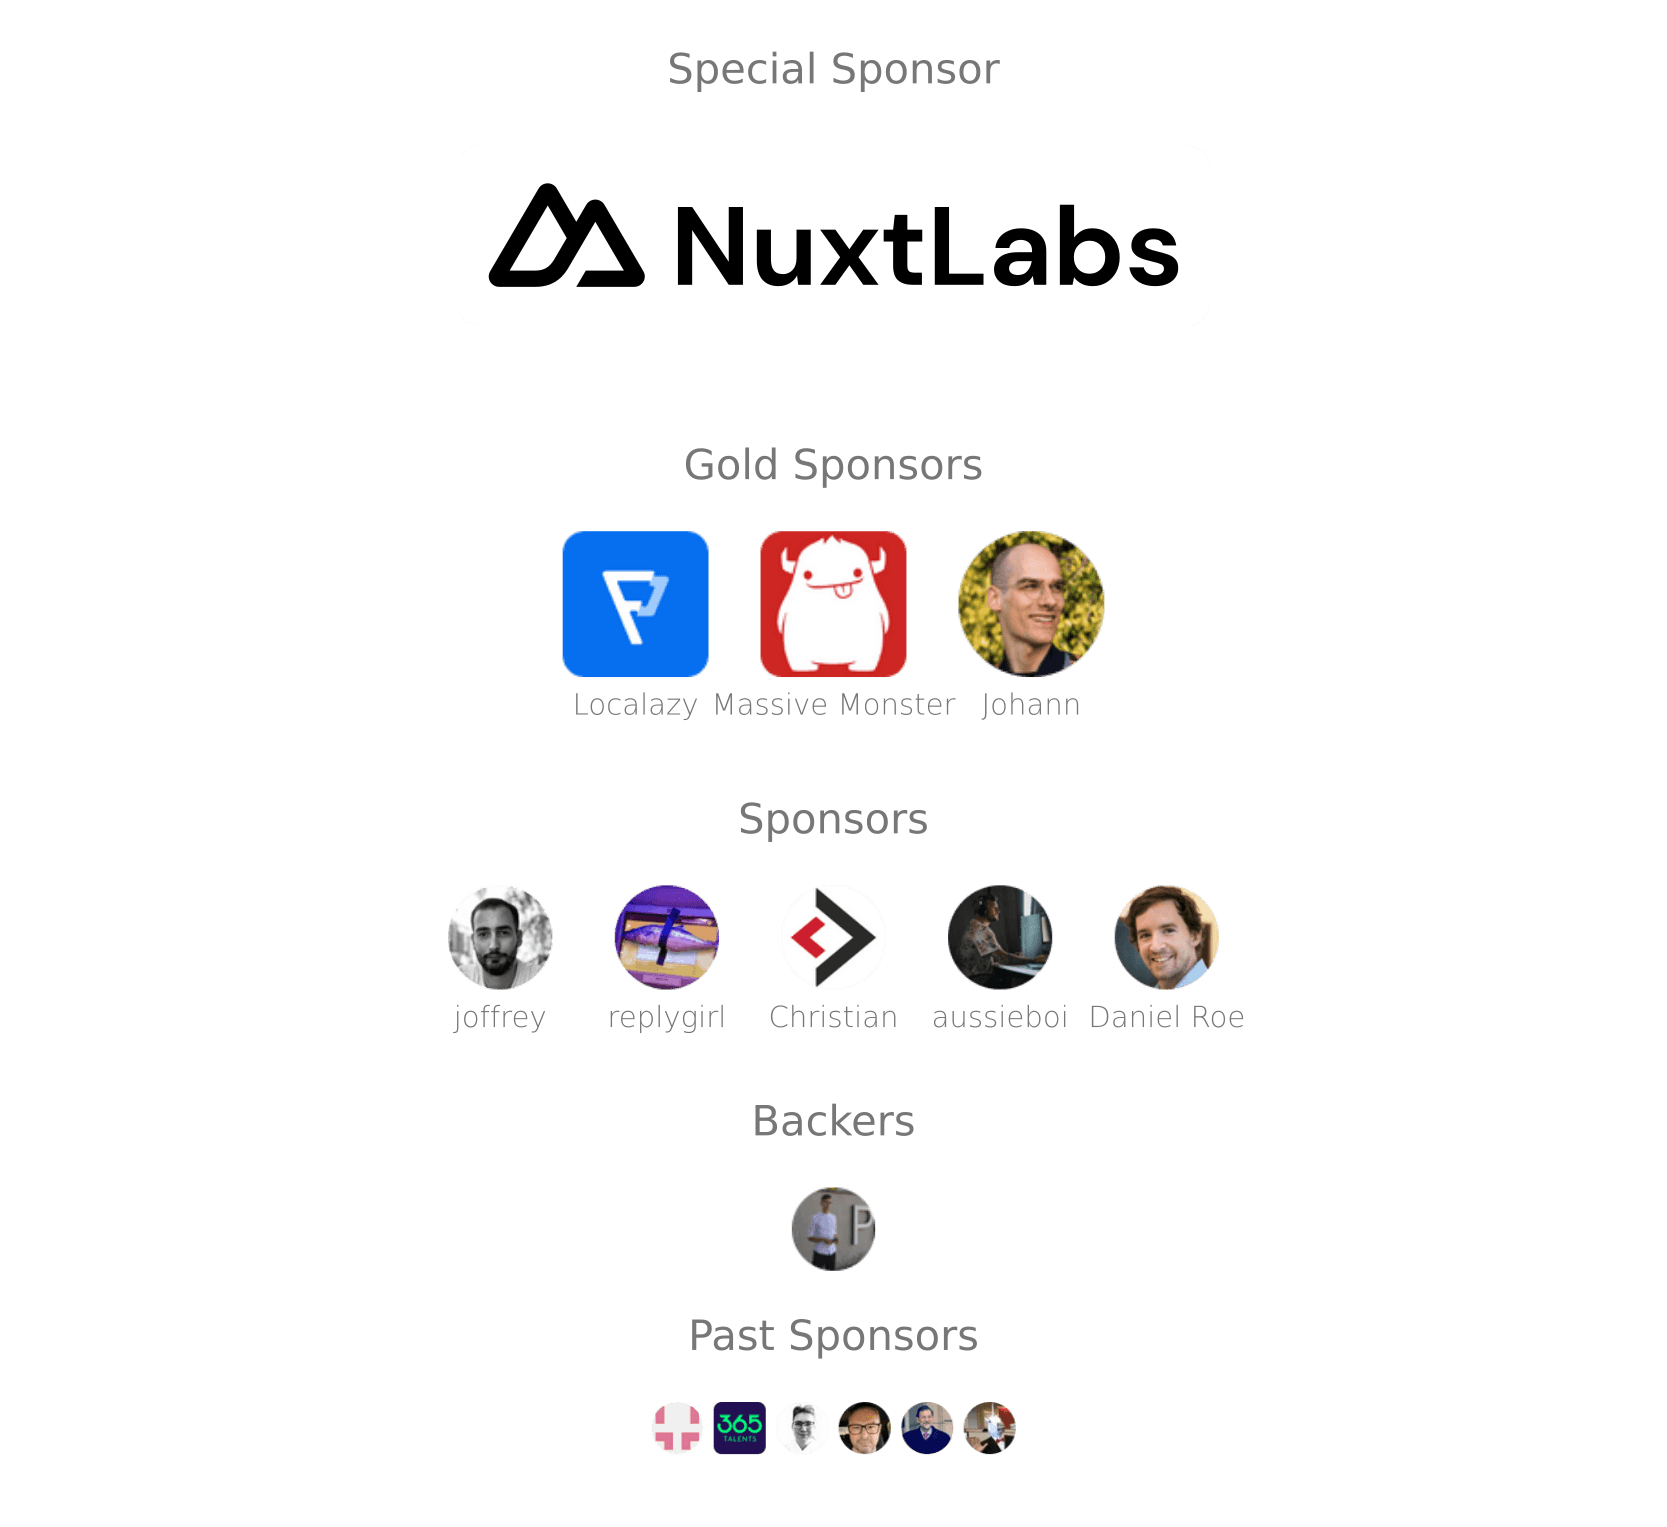 Special Sponsor
NuxtLabs
Gold Sponsors
Localazy Massive Monster Johann
Sponsors
joffrey replygirl Christian aussieboi Daniel Roe
Backers
P
Past Sponsors
365
TALENTS